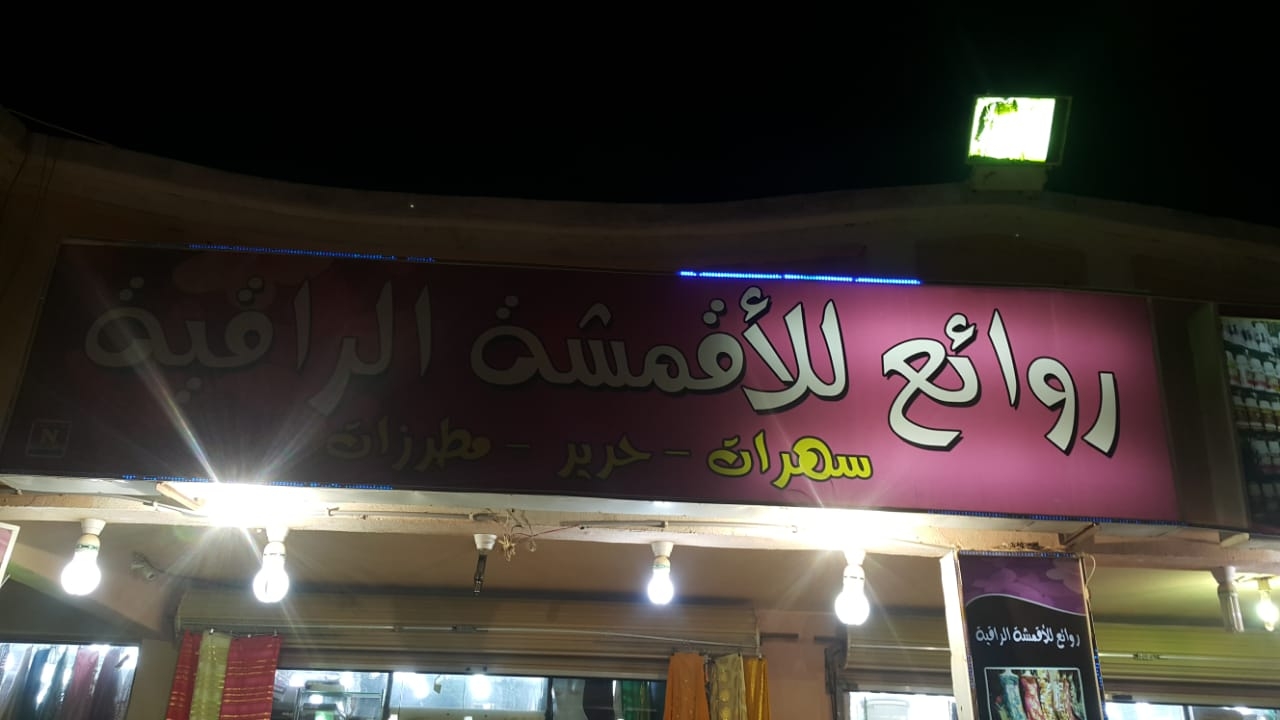 روائع للأقمشة الراقية
سهرات - حرير - مطرزات
N
روائع للأقمشة الراقية